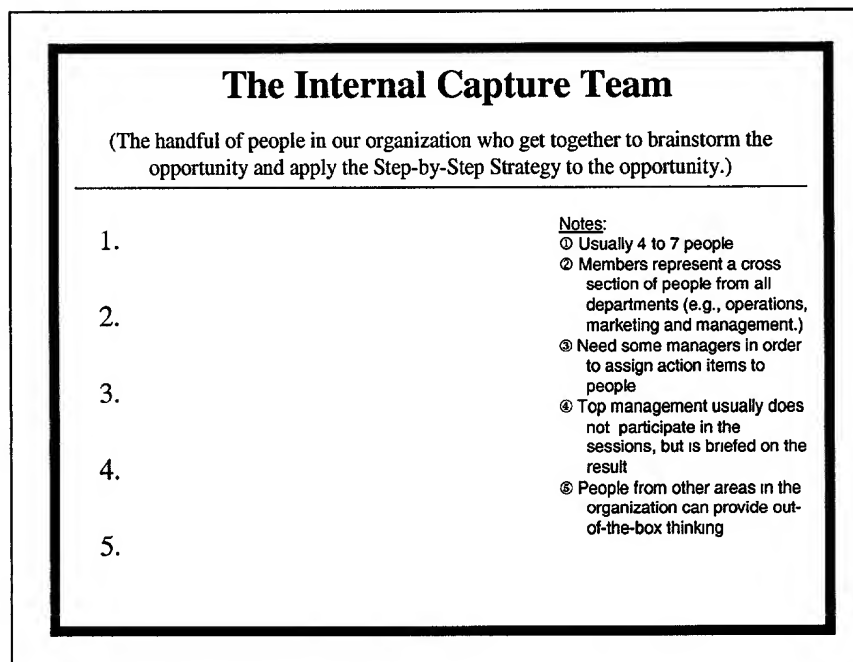 The Internal Capture Team
(The handful of people in our organization who get together to brainstorm the
opportunity and apply the Step-by-Step Strategy to the opportunity.)
1.
2.
3.
4.
5.
Notes:
① Usually 4 to 7 people
② Members represent a cross
section of people from all
departments (e.g., operations,
marketing and management.)
③ Need some managers in order
to assign action items to
people
④ Top management usually does
not participate in the
sessions, but is briefed on the
result
⑤ People from other areas in the
organization can provide out-
of-the-box thinking